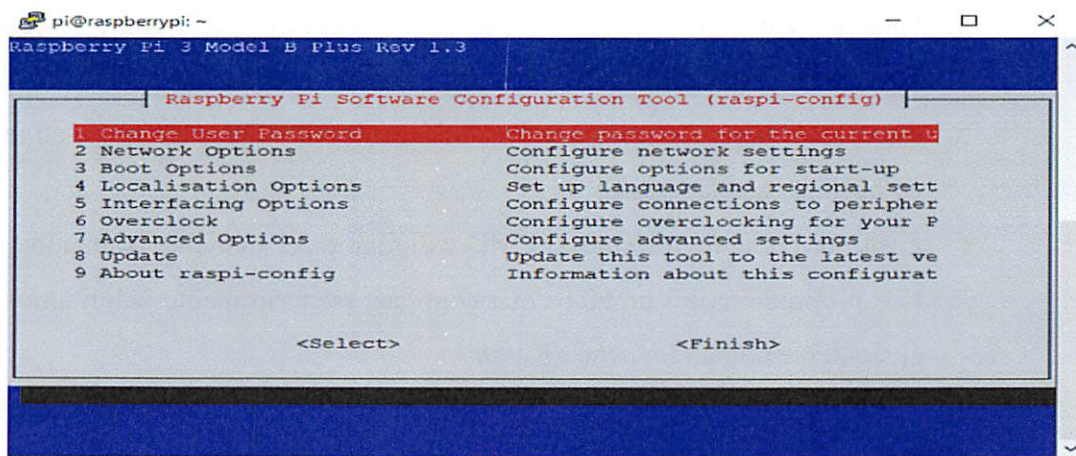 pi@raspberrypi: ~
Raspberry Pi 3 Model B Plus Rev 1.3
Raspberry Pi Software Configuration Tool (raspi-config)
1 Change User Password Change password for the current u
2 Network Options Configure network settings
3 Boot Options Configure options for start-up
4 Localisation Options Set up language and regional sett
5 Interfacing Options Configure connections to peripher
6 Overclock Configure overclocking for your P
7 Advanced Options Configure advanced settings
8 Update Update this tool to the latest ve
9 About raspi-config Information about this configurat
<Select> <Finish>